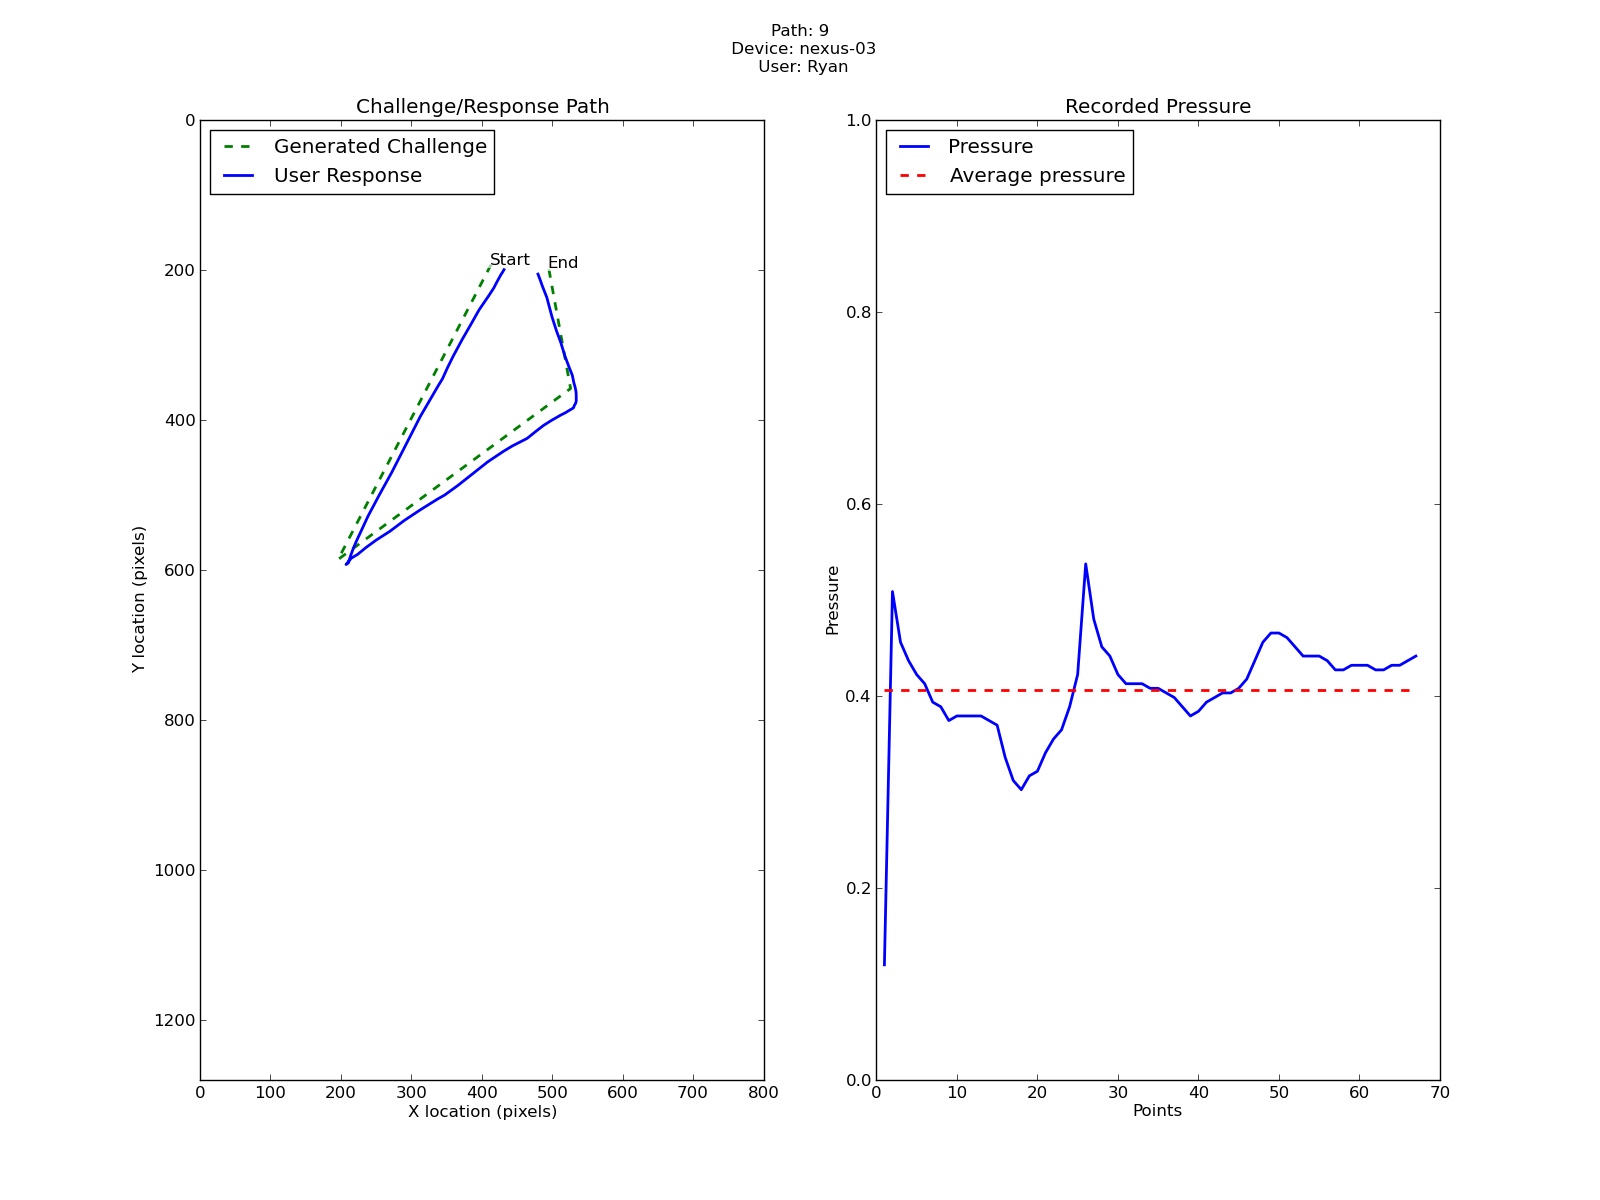 Path: 9
Device: nexus-03
User: Ryan
Challenge/Response Path
Generated Challenge
User Response
Start
End
0
200
400
600
800
1000
1200
Y location (pixels)
0 100 200 300 400 500 600 700 800
X location (pixels)
Recorded Pressure
Pressure
Average pressure
1.0
0.8
0.6
0.4
0.2
0.0
Pressure
0 10 20 30 40 50 60 70
Points